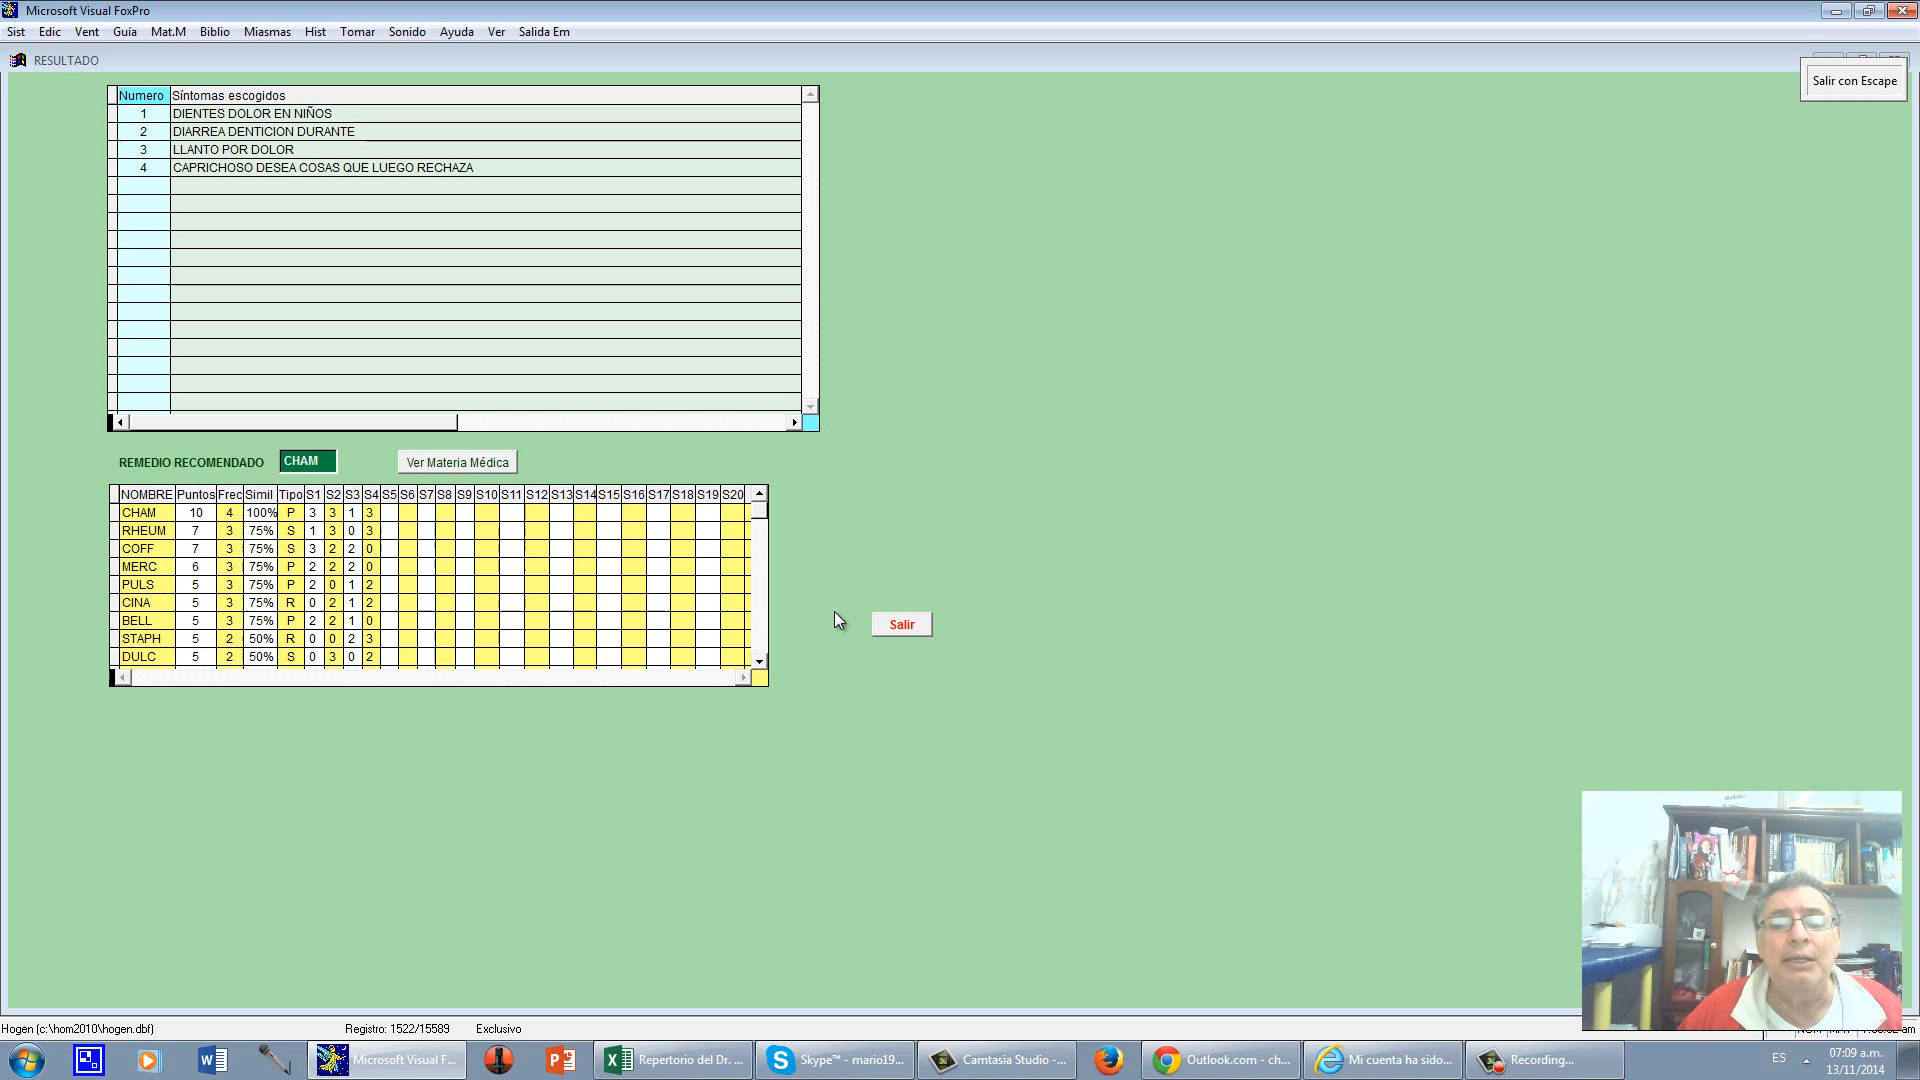 Microsoft Visual FoxPro
Sist Edic Vent Guía Mat.M Biblio Miasmas Hist Tomar Sonido Ayuda Ver Salida Em
RESULTADO
Salir con Escape
Numero Síntomas escogidos
1 DIENTES DOLOR EN NIÑOS
2 DIARREA DENTICION DURANTE
3 LLANTO POR DOLOR
4 CAPRICHOSO DESEA COSAS QUE LUEGO RECHAZA
REMEDIO RECOMENDADO CHAM Ver Materia Médica
NOMBRE Puntos Frec Simil Tipo S1 S2 S3 S4 S5 S6 S7 S8 S9 S10 S11 S12 S13 S14 S15 S16 S17 S18 S19 S20
CHAM 10 4 100% P 3 3 1 3
RHEUM 7 3 75% S 1 3 0 3
COFF 7 3 75% S 3 2 2 0
MERC 6 3 75% P 2 2 2 0
PULS 5 3 75% P 2 0 1 2
CINA 5 3 75% R 0 2 1 2
BELL 5 3 75% P 2 2 1 0
STAPH 5 2 50% R 0 0 2 3
DULC 5 2 50% S 0 3 0 2
Salir
Hogen (c:\hom2010\hogen.dbf) Registro: 1522/15589 Exclusivo
Microsoft Visual F... Repertorio del Dr. ... Skype™ - mario19... Camtasia Studio -... Outlook.com - ch... Mi cuenta ha sido... Recording... ES 07:09 a.m.
13/11/2014